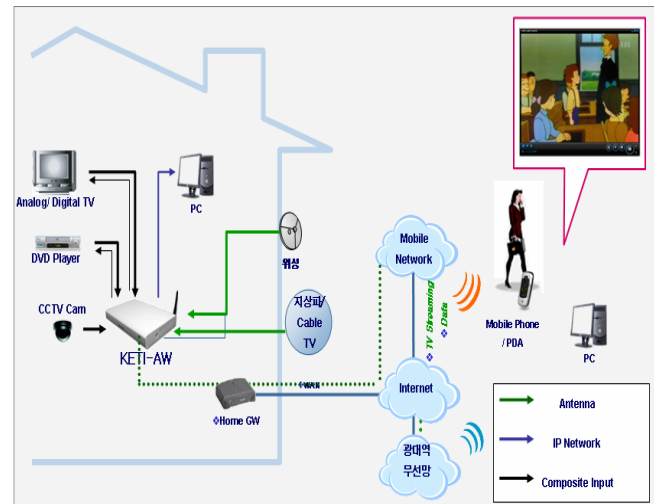 Analog/ Digital TV
PC
DVD Player
CCTV Cam
KETI-AW
위성
지상파/
Cable
TV
Home GW
WAN
Mobile
Network
TV Streaming
Data
Internet
광대역
무선망
EBS
Mobile Phone
/ PDA
PC
Antenna
IP Network
Composite Input